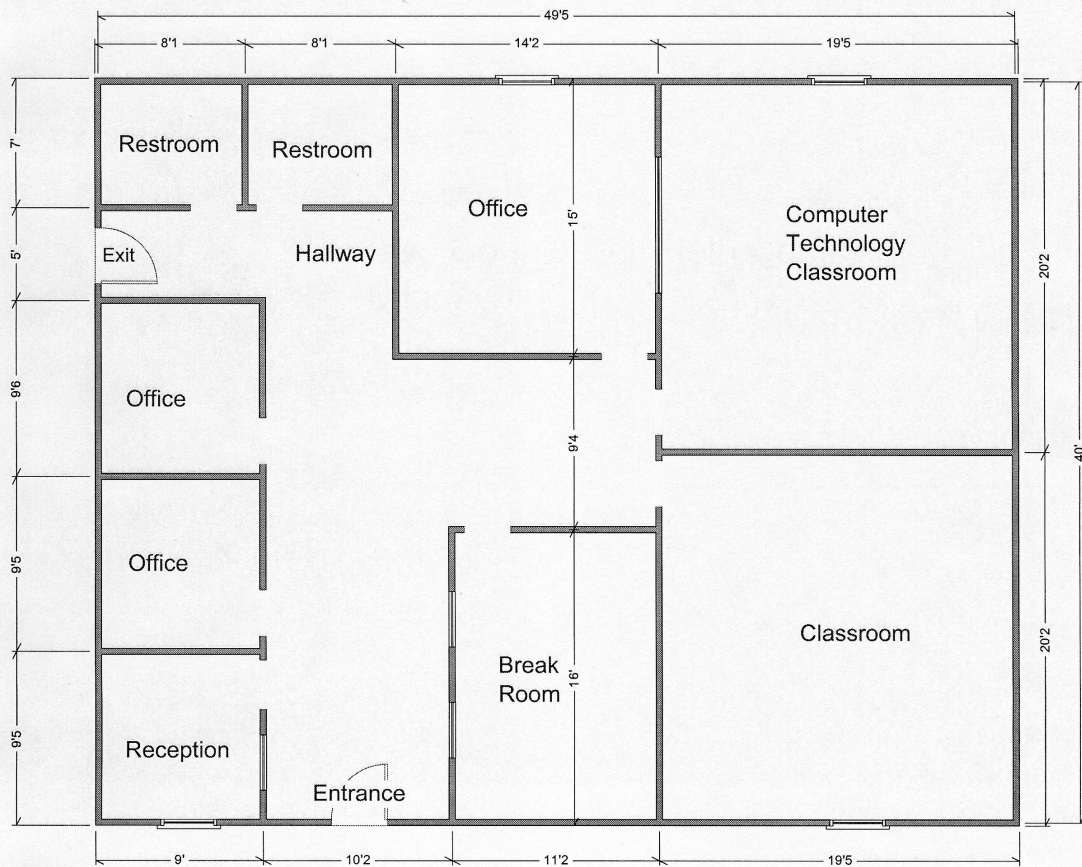 49'5
8'1
8'1
14'2
19'5
7'
5'
9'6
9'5
9'5
Restroom
Restroom
Office
15'
Computer
Technology
Classroom
20'2
40'
Exit
Hallway
Office
9'4
Office
Classroom
20'2
Break
Room
16'
Reception
Entrance
9'
10'2
11'2
19'5